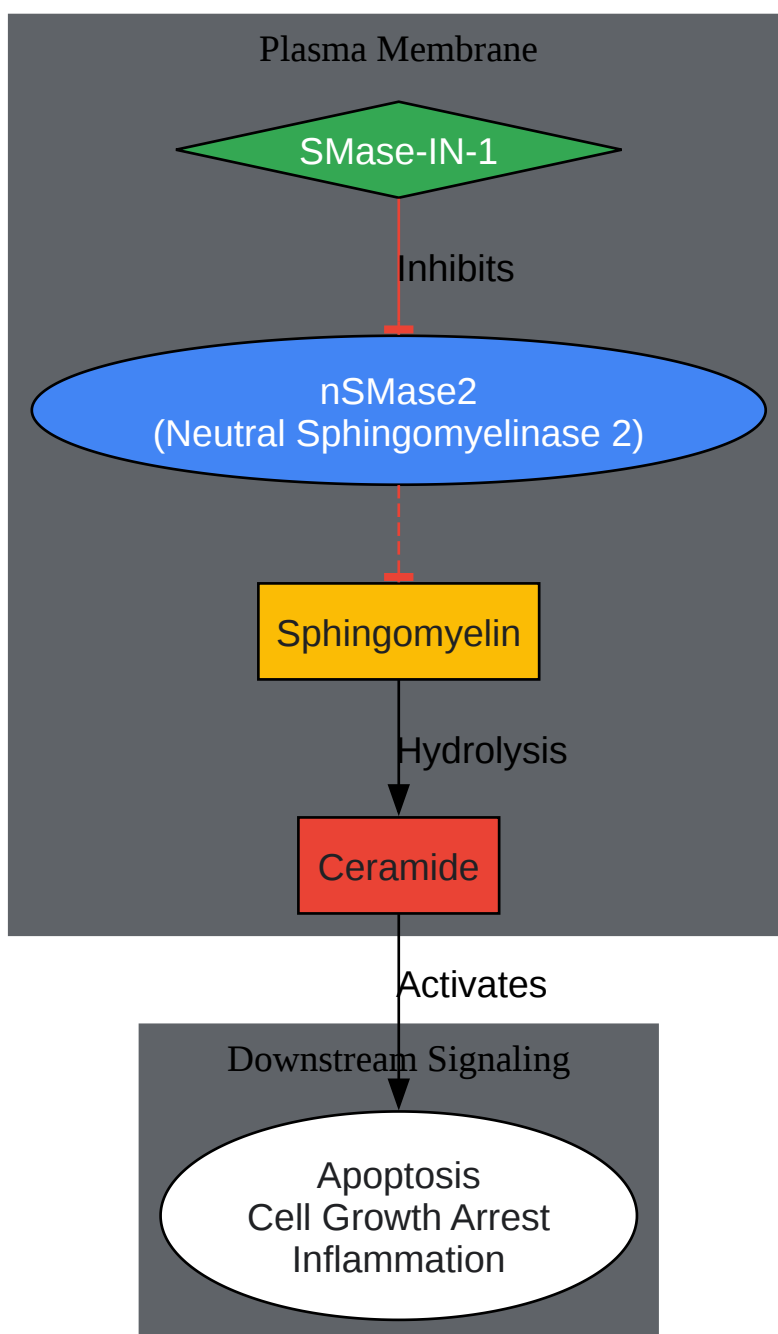 Plasma Membrane
SMase-IN-1
Inhibits
nSMase2
(Neutral Sphingomyelinase 2)
Sphingomyelin
Hydrolysis
Ceramide
Activates
Downstream Signaling
Apoptosis
Cell Growth Arrest
Inflammation